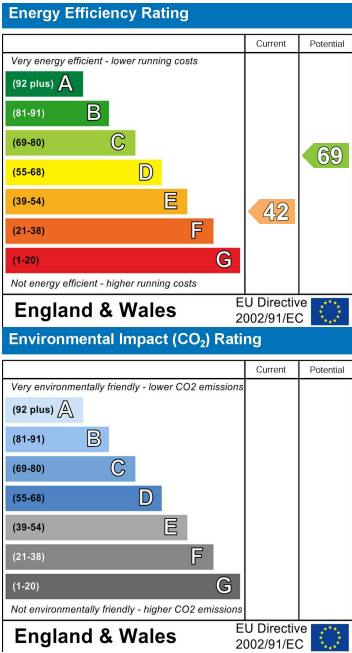 Energy Efficiency Rating
Current Potential
Very energy efficient - lower running costs
(92 plus) A
(81-91) B
(69-80) C
(55-68) D
(39-54) E
(21-38) F
(1-20) G
69
42
Not energy efficient - higher running costs
England & Wales
EU Directive
2002/91/EC
Environmental Impact (CO₂) Rating
Current Potential
Very environmentally friendly - lower CO2 emissions
(92 plus) A
(81-91) B
(69-80) C
(55-68) D
(39-54) E
(21-38) F
(1-20) G
Not environmentally friendly - higher CO2 emissions
England & Wales
EU Directive
2002/91/EC